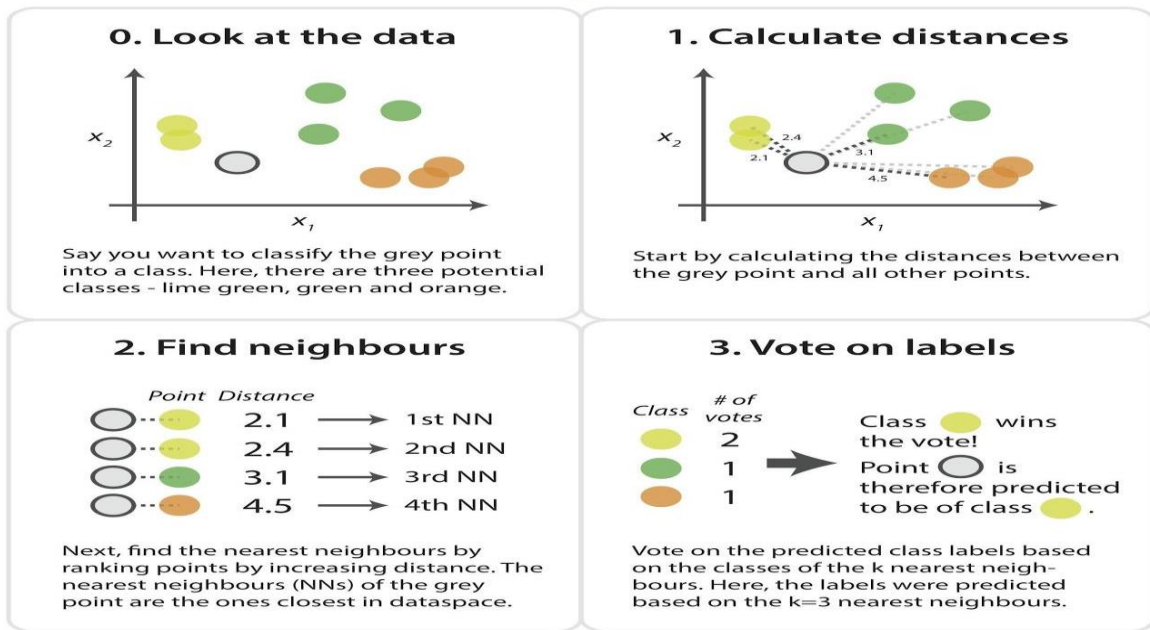 0. Look at the data
x2
x1
Say you want to classify the grey point
into a class. Here, there are three potential
classes - lime green, green and orange.
1. Calculate distances
x2
2.4
2.1
3.1
4.5
x1
Start by calculating the distances between
the grey point and all other points.
2. Find neighbours
Point Distance
2.1 1st NN
2.4 2nd NN
3.1 3rd NN
4.5 4th NN
Next, find the nearest neighbours by
ranking points by increasing distance. The
nearest neighbours (NNs) of the grey
point are the ones closest in dataspace.
3. Vote on labels
Class # of
votes
2
1
1
Class wins
the vote!
Point is
therefore predicted
to be of class .
Vote on the predicted class labels based
on the classes of the k nearest neigh-
bours. Here, the labels were predicted
based on the k=3 nearest neighbours.